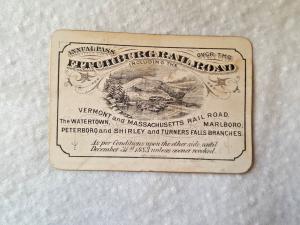 ANNUAL PASS OVER THE
FITCHBURG RAIL ROAD,
INCLUDING THE
VERMONT and MASSACHUSETTS RAIL ROAD,
The WATERTOWN, MARLBORO,
PETERBORO and SHIRLEY and TURNERS FALLS BRANCHES.
As per Conditions upon the other side, until
December 31st 1883 unless sooner revoked.